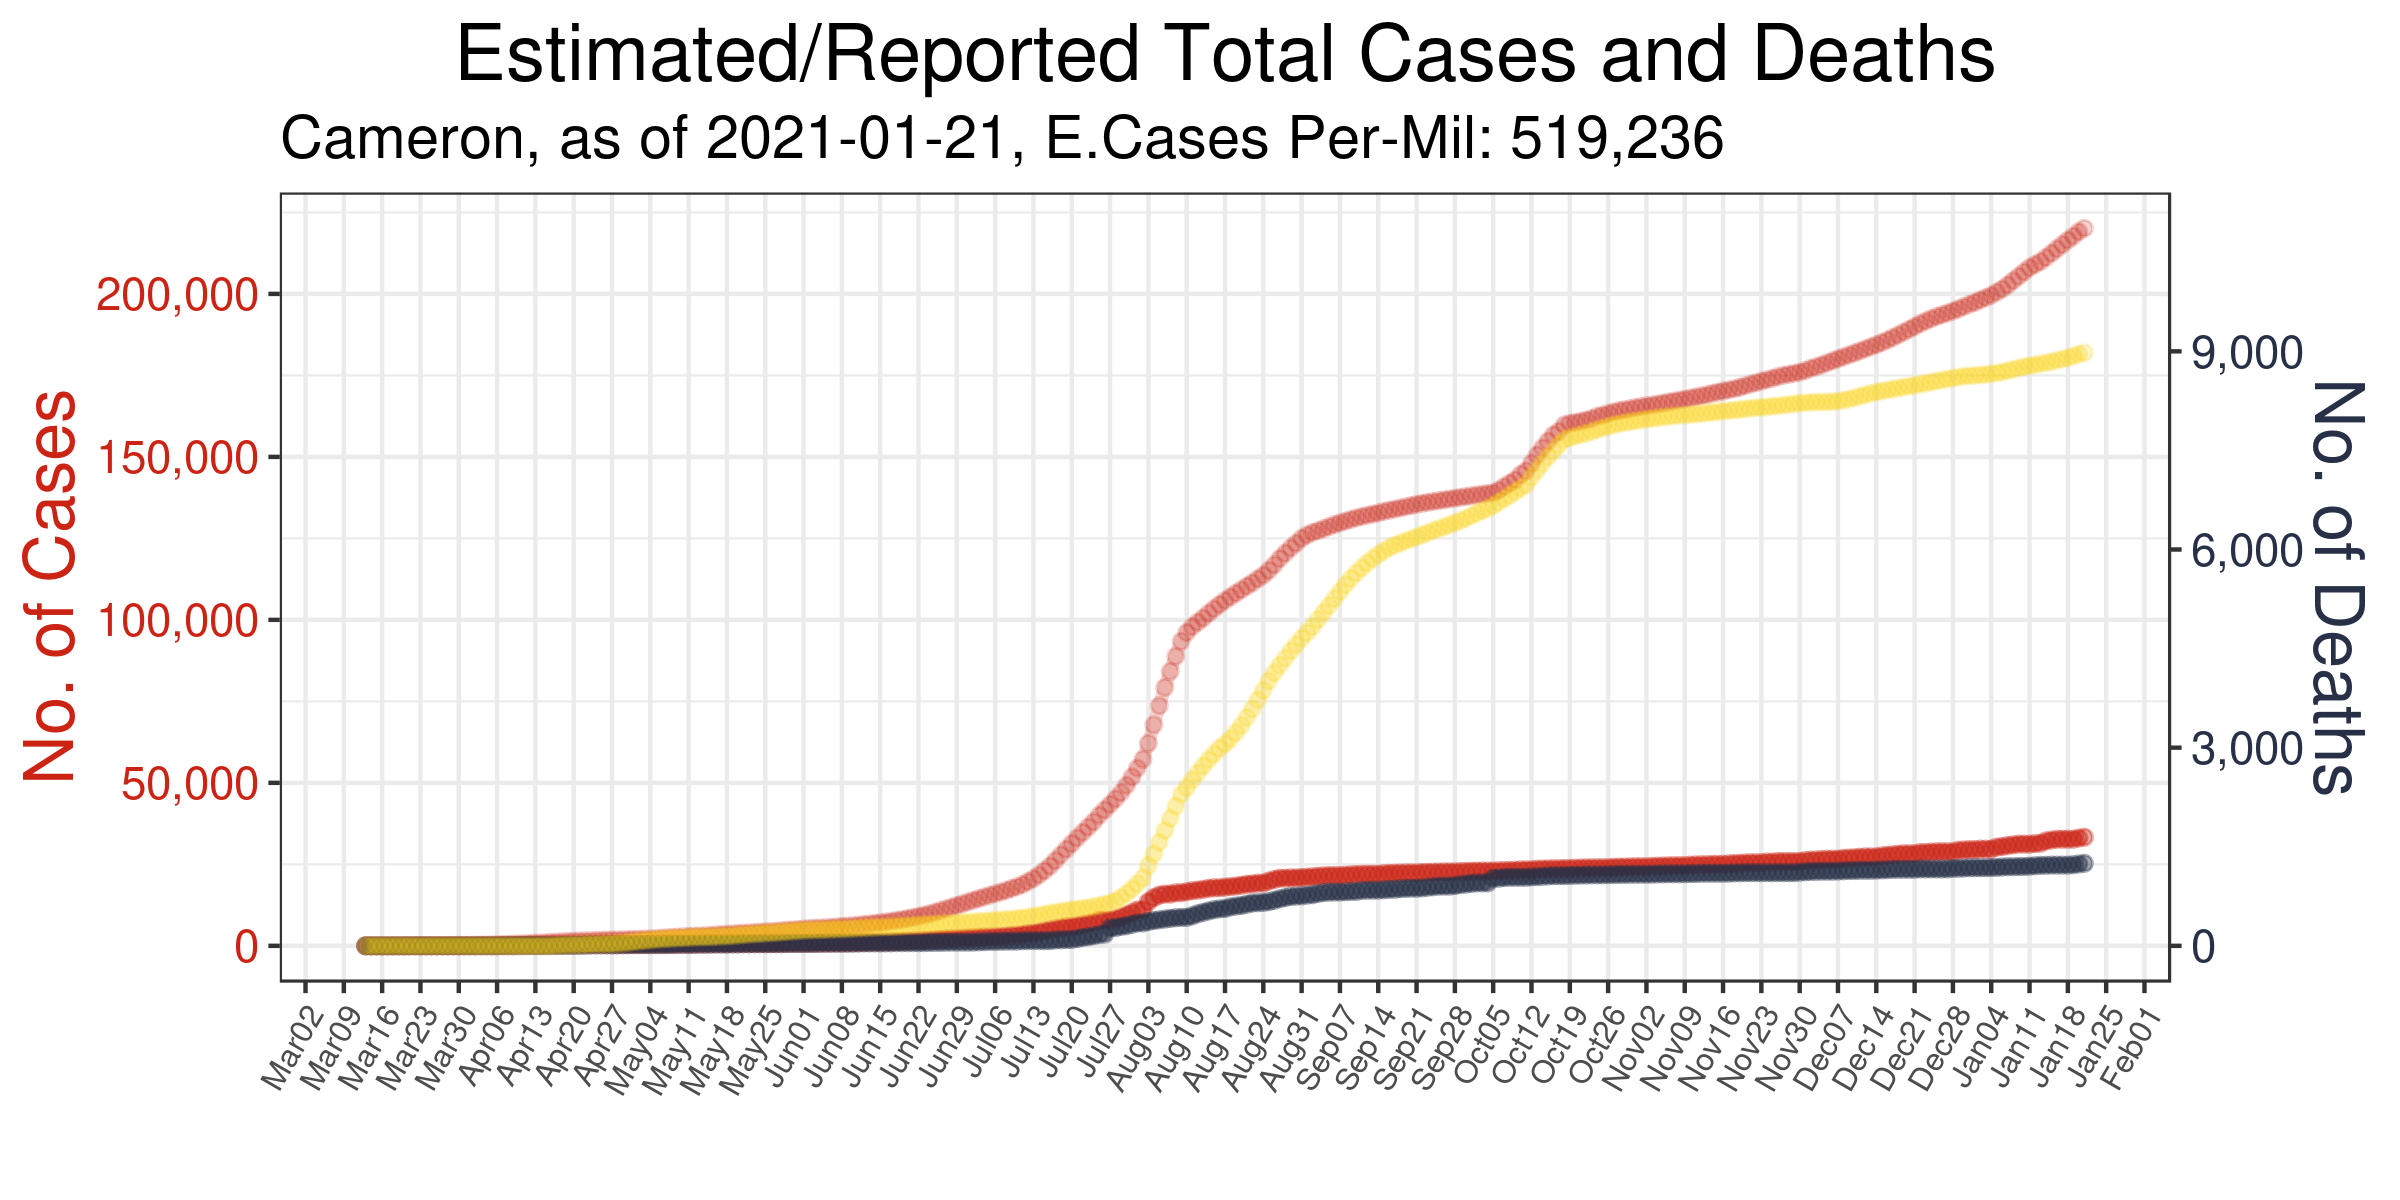 Estimated/Reported Total Cases and Deaths
Cameron, as of 2021-01-21, E.Cases Per-Mil: 519,236
No. of Cases
200,000
150,000
100,000
50,000
0
9,000
6,000
3,000
0
No. of Deaths
Mar02
Mar09
Mar16
Mar23
Mar30
Apr06
Apr13
Apr20
Apr27
May04
May11
May18
May25
Jun01
Jun08
Jun15
Jun22
Jun29
Jul06
Jul13
Jul20
Jul27
Aug03
Aug10
Aug17
Aug24
Aug31
Sep07
Sep14
Sep21
Sep28
Oct05
Oct12
Oct19
Oct26
Nov02
Nov09
Nov16
Nov23
Nov30
Dec07
Dec14
Dec21
Dec28
Jan04
Jan11
Jan18
Jan25
Feb01